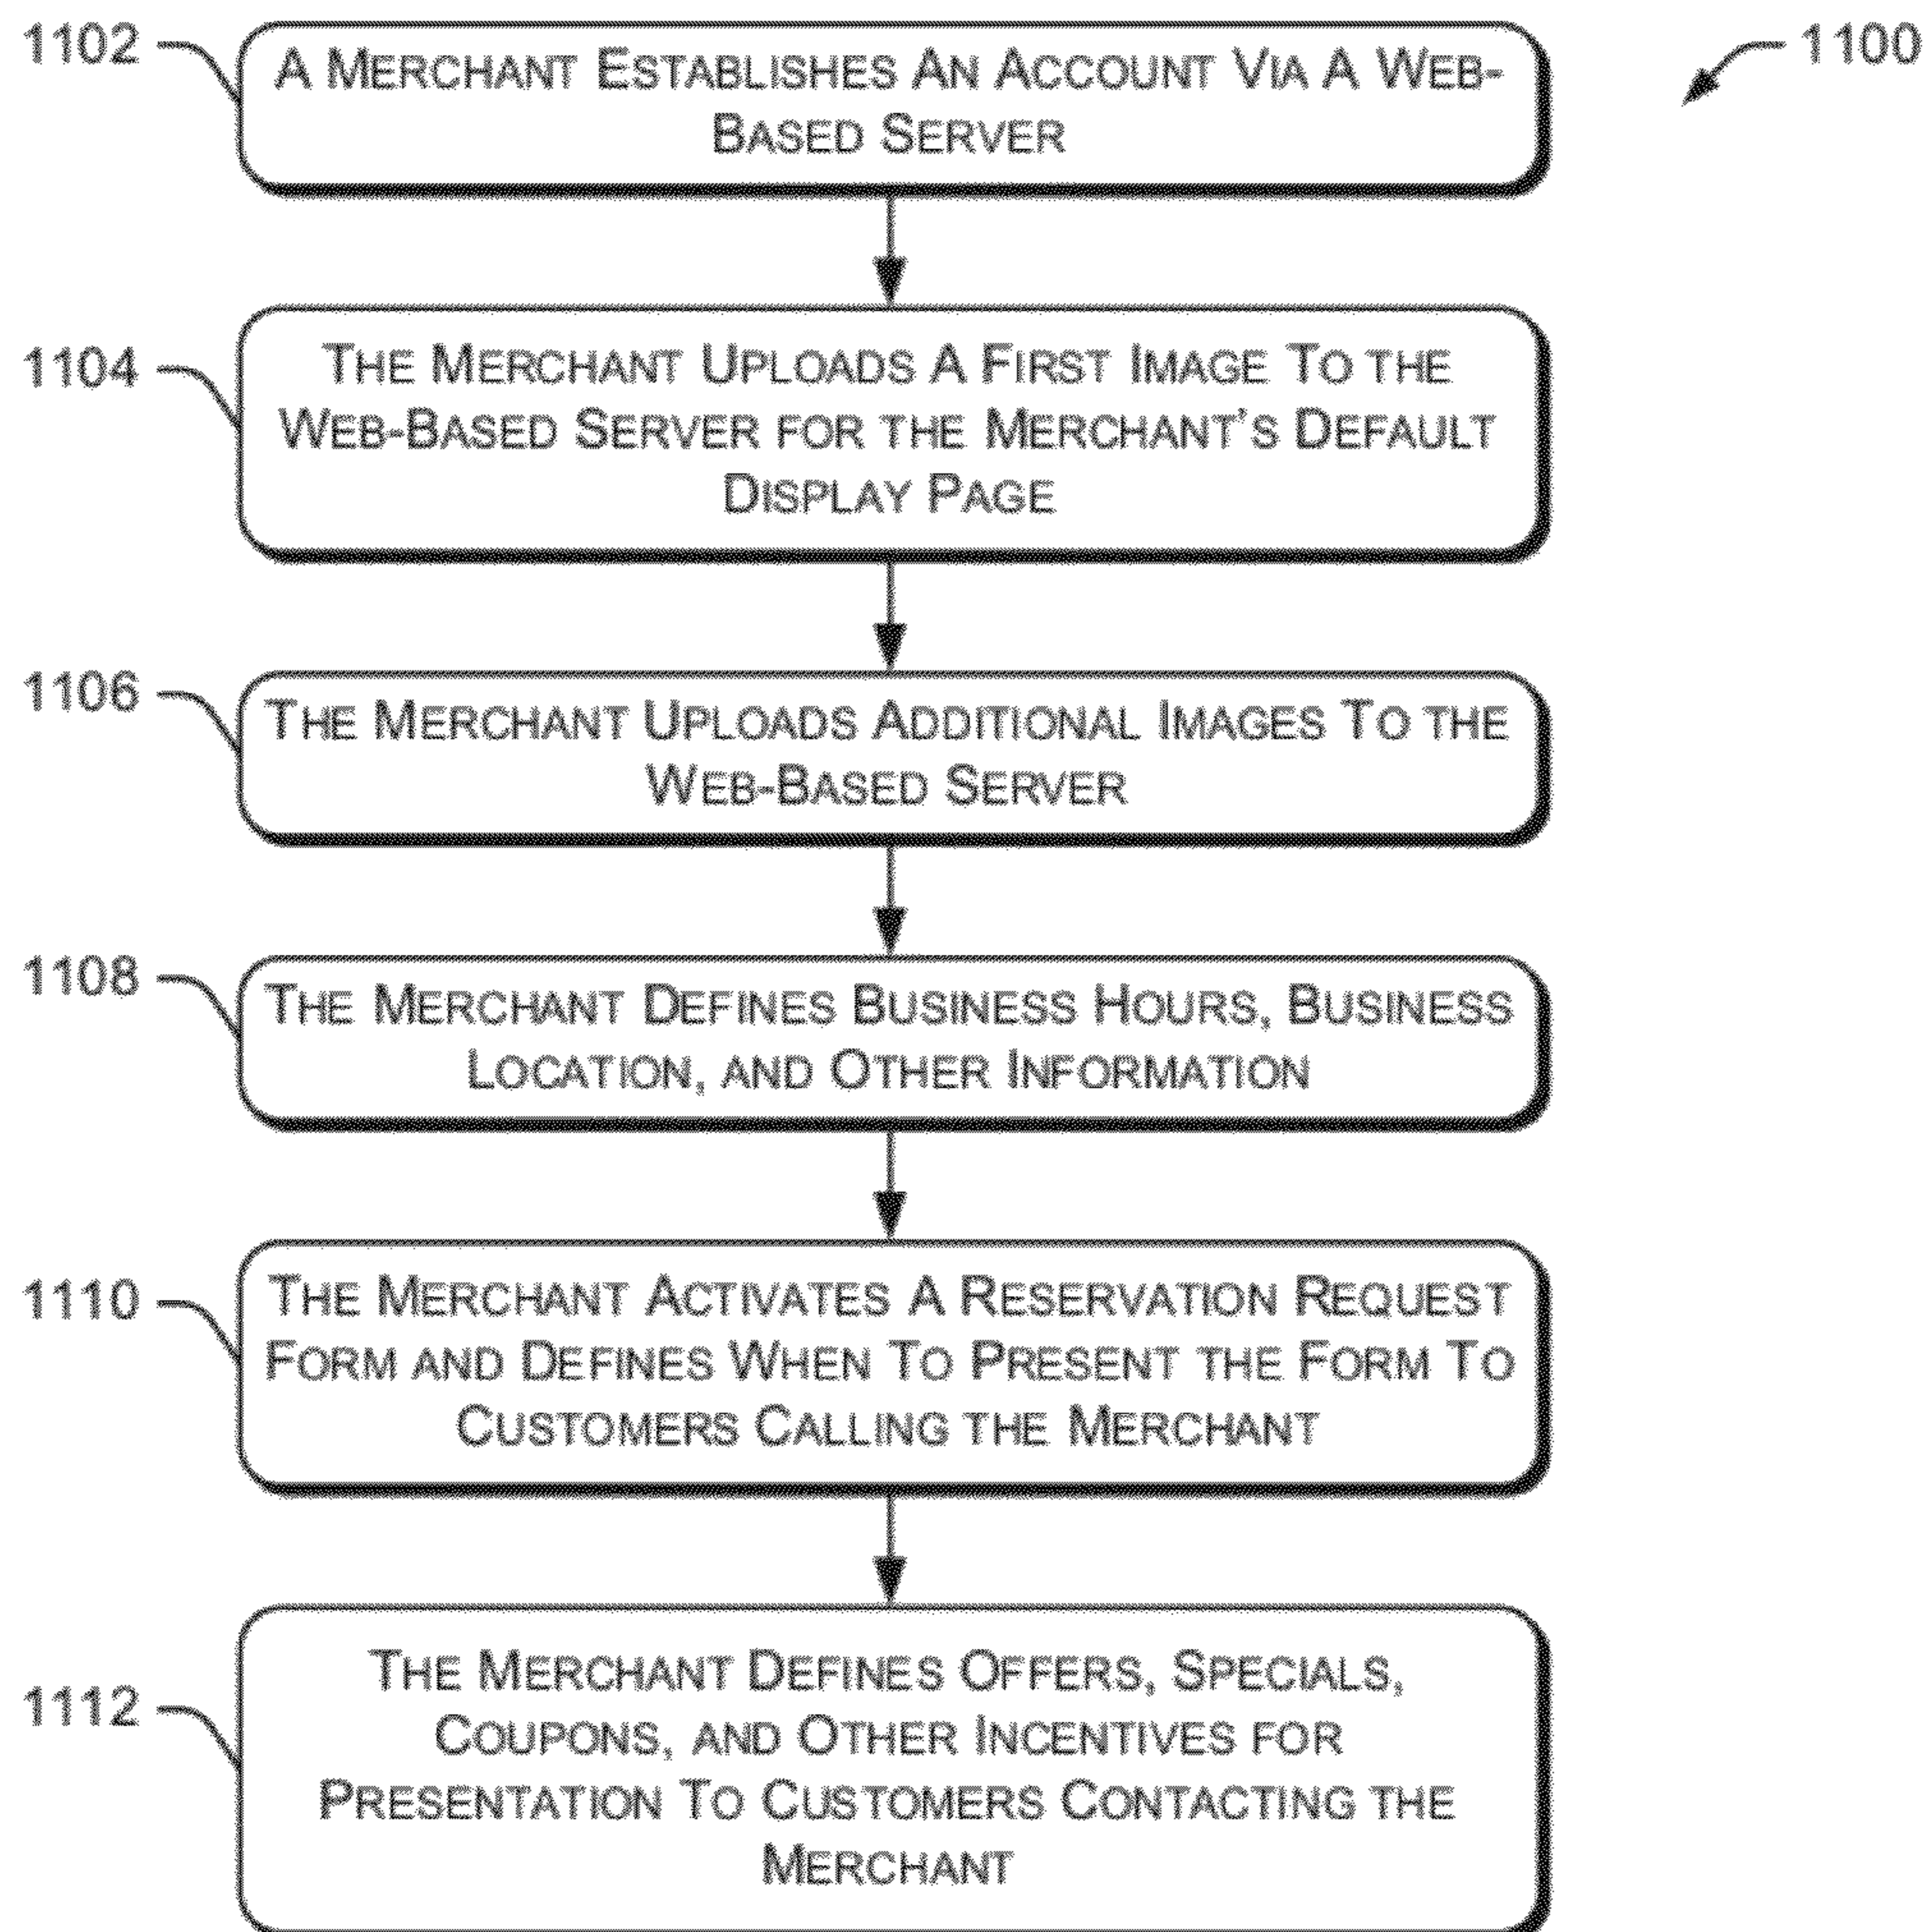 1102
1100
A MERCHANT ESTABLISHES AN ACCOUNT VIA A WEB-
BASED SERVER
1104
THE MERCHANT UPLOADS A FIRST IMAGE TO THE
WEB-BASED SERVER FOR THE MERCHANT'S DEFAULT
DISPLAY PAGE
1106
THE MERCHANT UPLOADS ADDITIONAL IMAGES TO THE
WEB-BASED SERVER
1108
THE MERCHANT DEFINES BUSINESS HOURS, BUSINESS
LOCATION, AND OTHER INFORMATION
1110
THE MERCHANT ACTIVATES A RESERVATION REQUEST
FORM AND DEFINES WHEN TO PRESENT THE FORM TO
CUSTOMERS CALLING THE MERCHANT
1112
THE MERCHANT DEFINES OFFERS, SPECIALS,
COUPONS, AND OTHER INCENTIVES FOR
PRESENTATION TO CUSTOMERS CONTACTING THE
MERCHANT